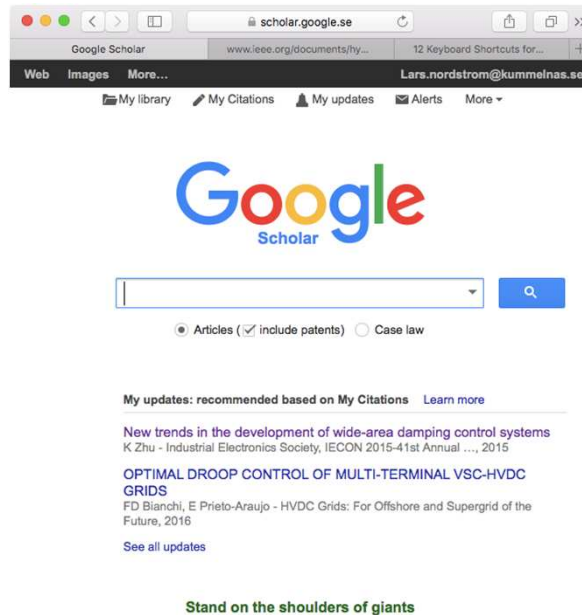 scholar.google.se
Google Scholar
www.ieee.org/documents/hy...
12 Keyboard Shortcuts for...
Web Images More...
Lars.nordstrom@kummelnas.se
My library My Citations My updates Alerts More
Google
Scholar
Articles ( include patents) Case law
My updates: recommended based on My Citations Learn more
New trends in the development of wide-area damping control systems
K Zhu - Industrial Electronics Society, IECON 2015-41st Annual …, 2015
OPTIMAL DROOP CONTROL OF MULTI-TERMINAL VSC-HVDC
GRIDS
FD Bianchi, E Prieto-Araujo - HVDC Grids: For Offshore and Supergrid of the
Future, 2016
See all updates
Stand on the shoulders of giants